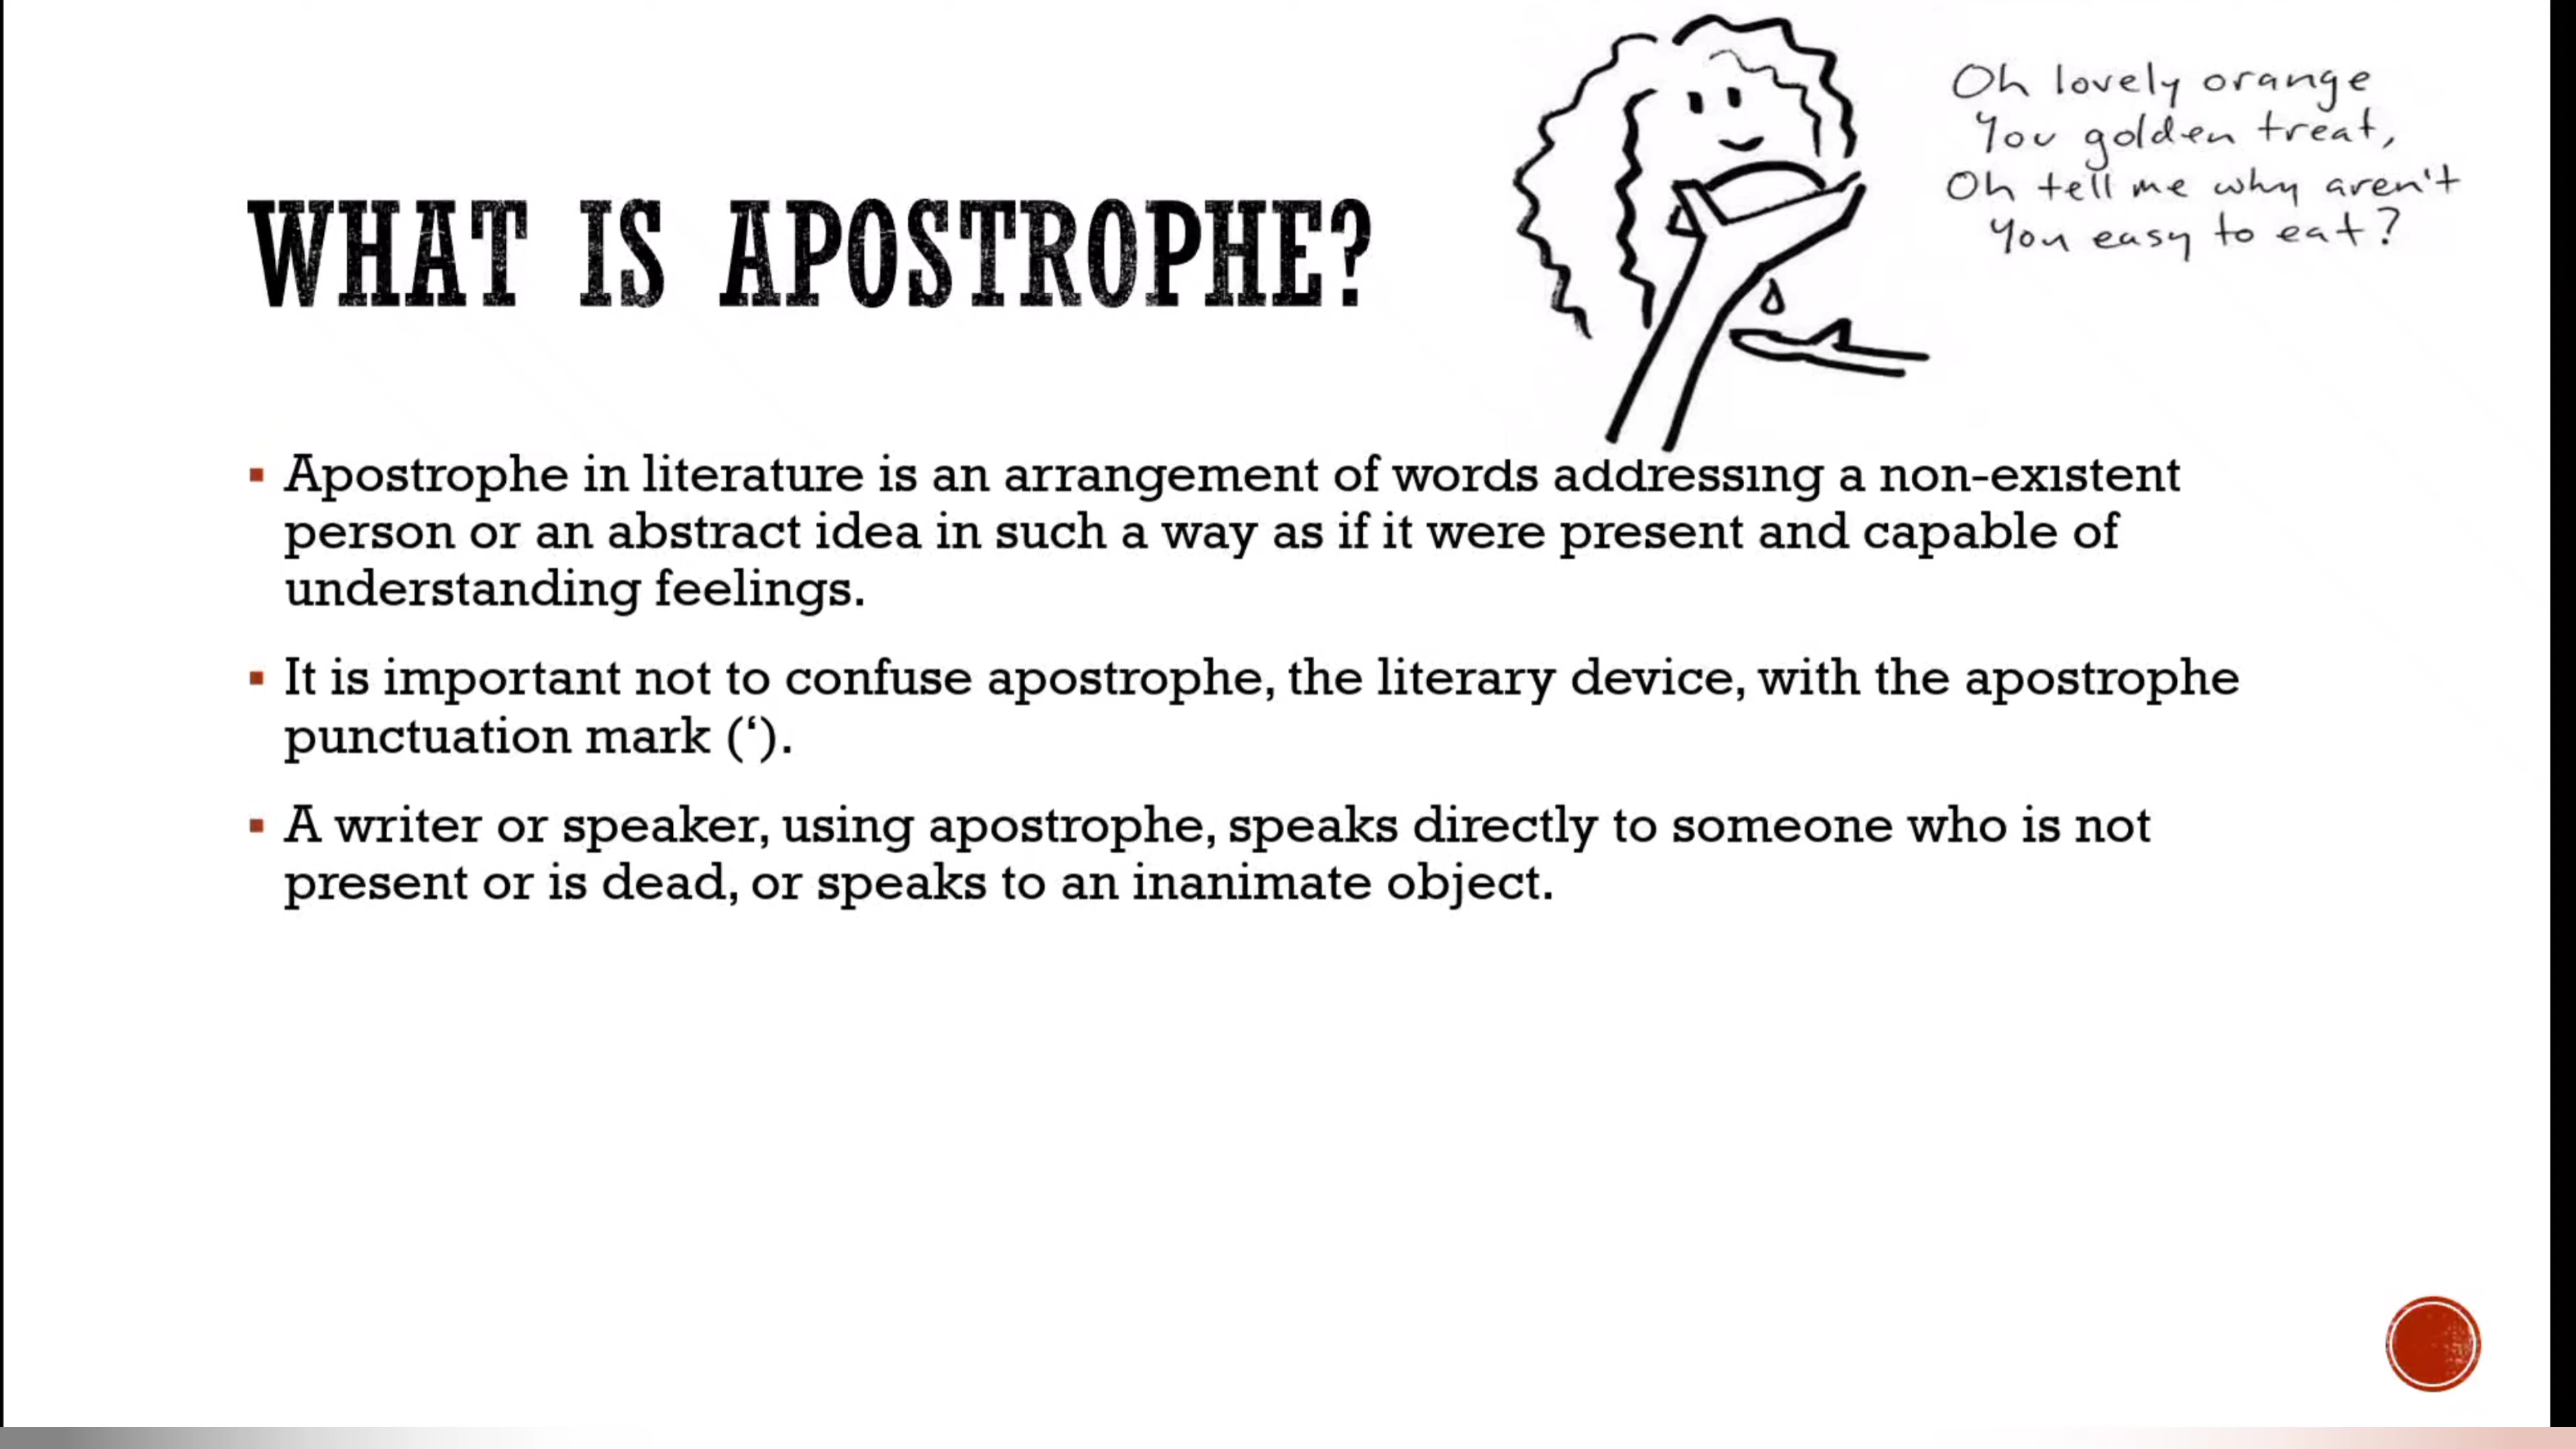 Oh lovely orange
You golden treat,
Oh tell me why aren't
You easy to eat?
WHAT IS APOSTROPHE?
Apostrophe in literature is an arrangement of words addressing a non-existent
person or an abstract idea in such a way as if it were present and capable of
understanding feelings.
It is important not to confuse apostrophe, the literary device, with the apostrophe
punctuation mark (‘).
A writer or speaker, using apostrophe, speaks directly to someone who is not
present or is dead, or speaks to an inanimate object.